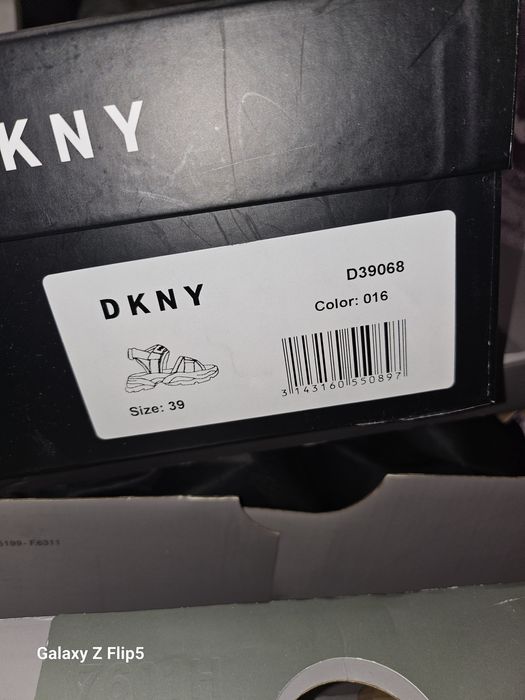 KNY
DKNY
D39068
Color: 016
Size: 39
3143160550897
Galaxy Z Flip5